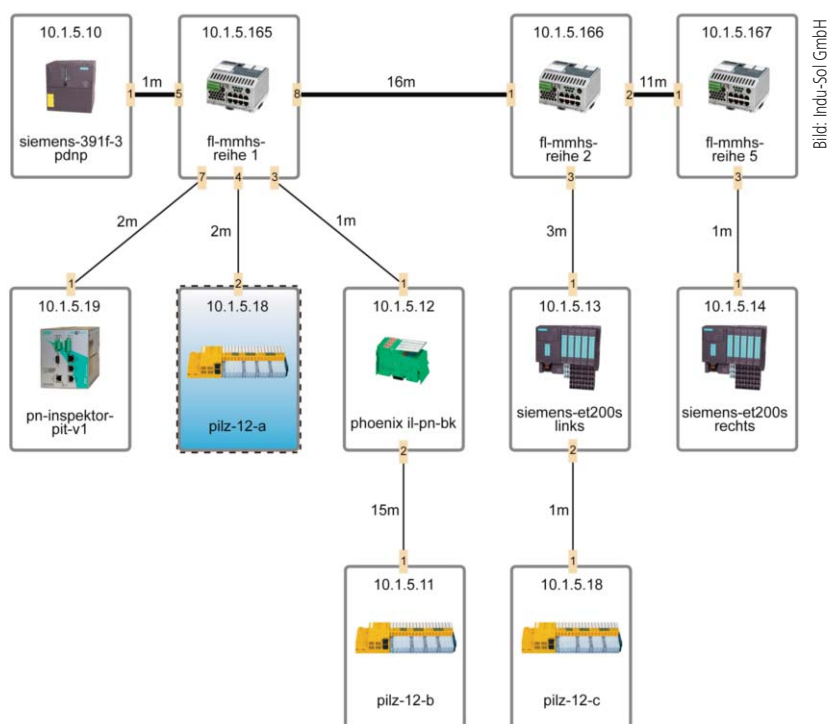 10.1.5.10
1
siemens-391f-3
pdnp
1m
10.1.5.165
5
8
fl-mmhs-
reihe 1
7
4
3
16m
10.1.5.166
1
2
fl-mmhs-
reihe 2
3
11m
10.1.5.167
1
fl-mmhs-
reihe 5
3
Bild: Indu-Sol GmbH
2m
2m
1m
3m
1m
1
10.1.5.19
pn-inspektor-
pit-v1
2
10.1.5.18
pilz-12-a
1
10.1.5.12
phoenix il-pn-bk
2
1
10.1.5.13
siemens-et200s
links
2
1
10.1.5.14
siemens-et200s
rechts
15m
1m
1
10.1.5.11
pilz-12-b
1
10.1.5.18
pilz-12-c